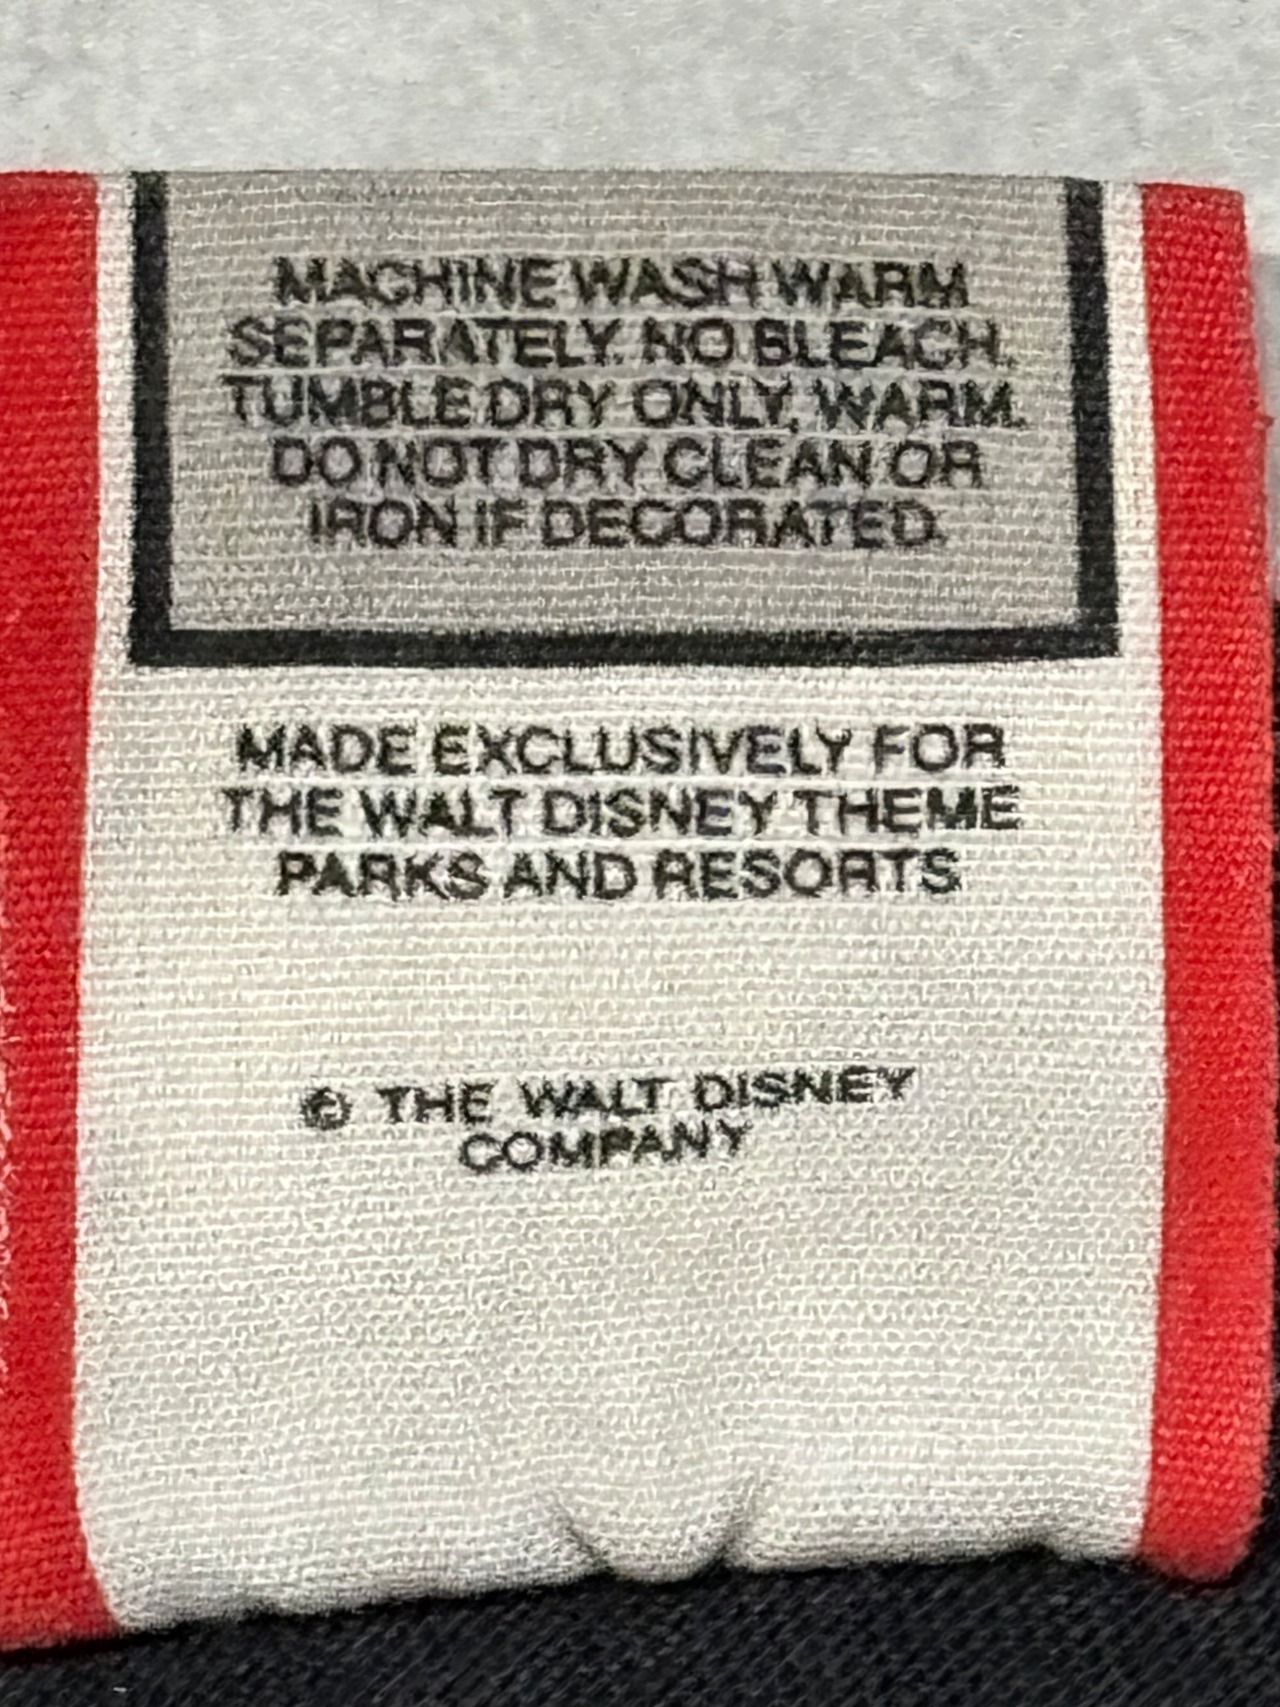 MACHINE WASH WARM
SEPARATELY. NO BLEACH.
TUMBLE DRY ONLY, WARM.
DO NOT DRY CLEAN OR
IRON IF DECORATED.
MADE EXCLUSIVELY FOR
THE WALT DISNEY THEME
PARKS AND RESORTS
© THE WALT DISNEY
COMPANY